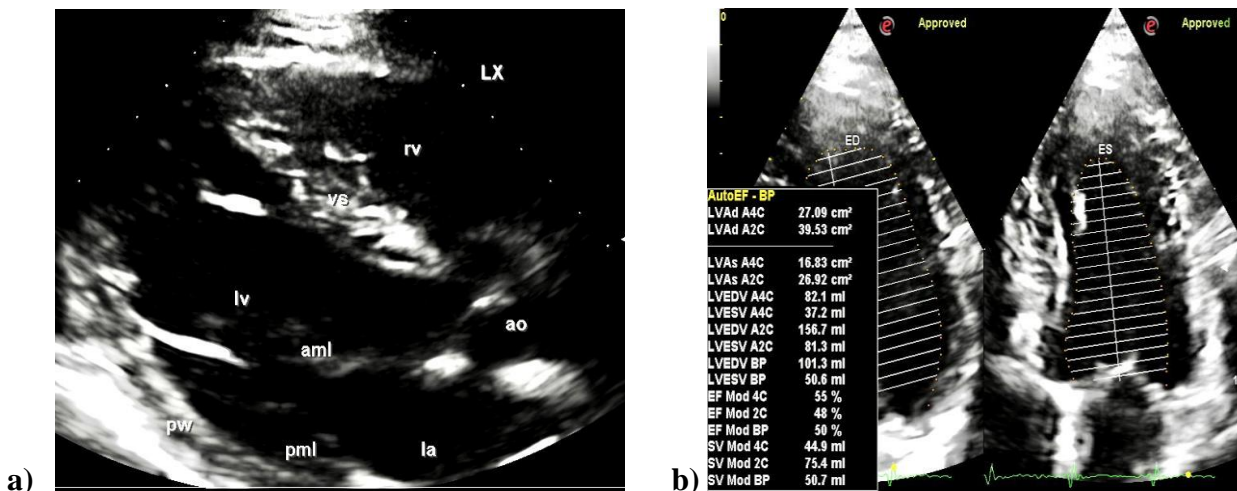 LX
rv
vs
lv
ao
aml
pw
pml
la
a)
0
e Approved
e Approved
ED
ES
AutoEF - BP
LVAd A4C 27.09 cm²
LVAd A2C 39.53 cm²
LVAs A4C 16.83 cm²
LVAs A2C 26.92 cm²
LVEDV A4C 82.1 ml
LVESV A4C 37.2 ml
LVEDV A2C 156.7 ml
LVESV A2C 81.3 ml
LVEDV BP 101.3 ml
LVESV BP 50.6 ml
EF Mod 4C 55 %
EF Mod 2C 48 %
EF Mod BP 50 %
SV Mod 4C 44.9 ml
SV Mod 2C 75.4 ml
SV Mod BP 50.7 ml
b)